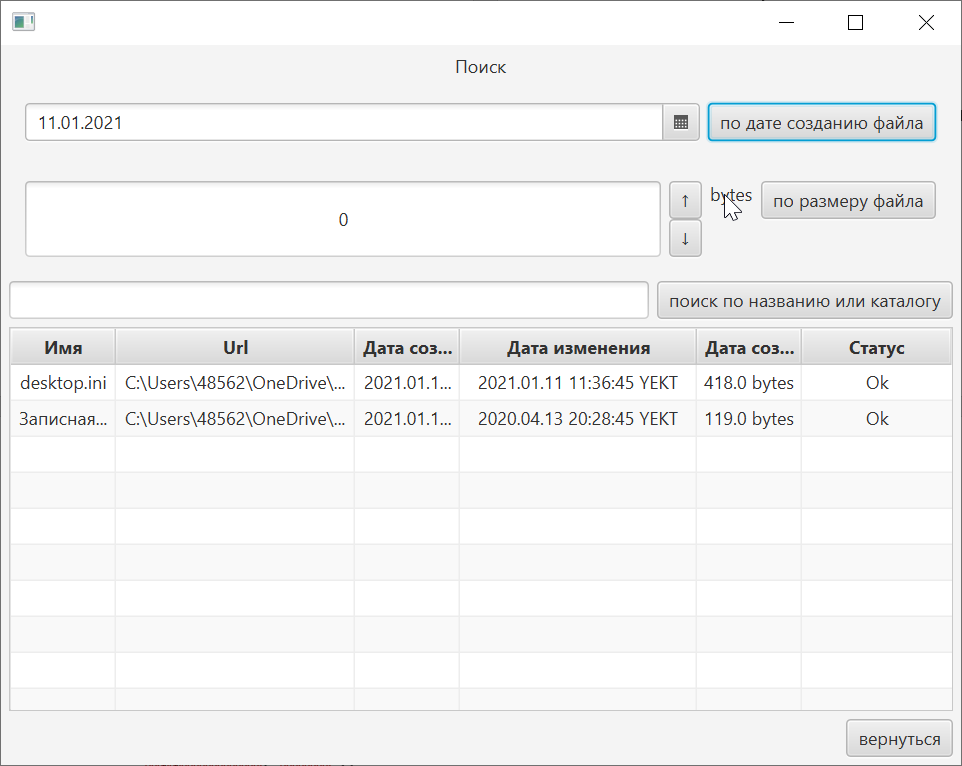 Поиск
11.01.2021 по дате созданию файла
0 ↑ bytes по размеру файла
↓
поиск по названию или каталогу
Имя Url Дата соз... Дата изменения Дата соз... Статус
desktop.ini C:\Users\48562\OneDrive\... 2021.01.1... 2021.01.11 11:36:45 YEKT 418.0 bytes Ok
Записная... C:\Users\48562\OneDrive\... 2021.01.1... 2020.04.13 20:28:45 YEKT 119.0 bytes Ok
вернуться